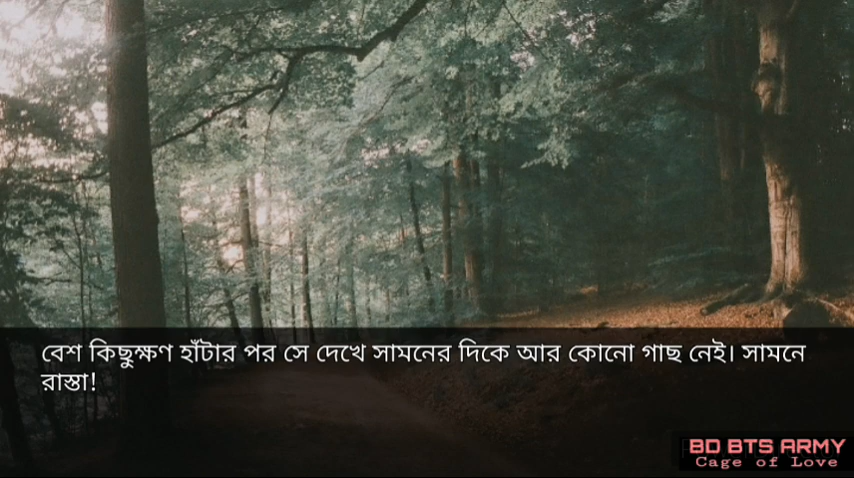 বেশ কিছুক্ষণ হাঁটার পর সে দেখে সামনের দিকে আর কোনো গাছ নেই। সামনে
রাস্তা!
BD BTS ARMY
Cage of Love